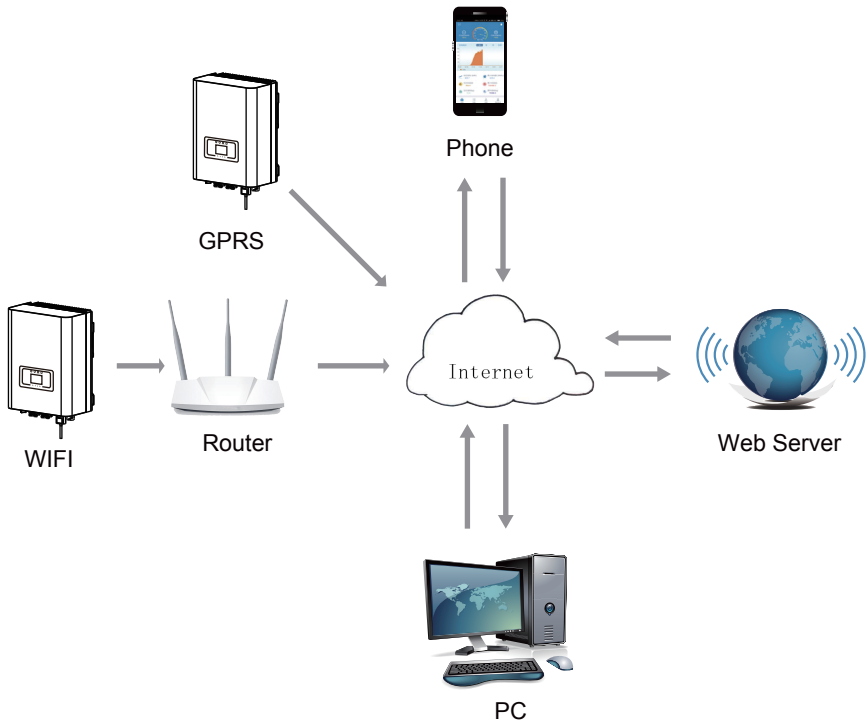 Phone
GPRS
Internet
WIFI
Router
Web Server
PC